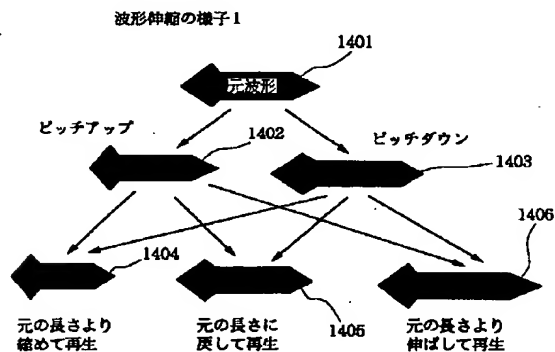 波形伸縮の様子1
1401
元波形
ピッチアップ
1402
ピッチダウン
1403
1404
1405
1406
元の長さより
縮めて再生
元の長さに
戻して再生
元の長さより
伸ばして再生